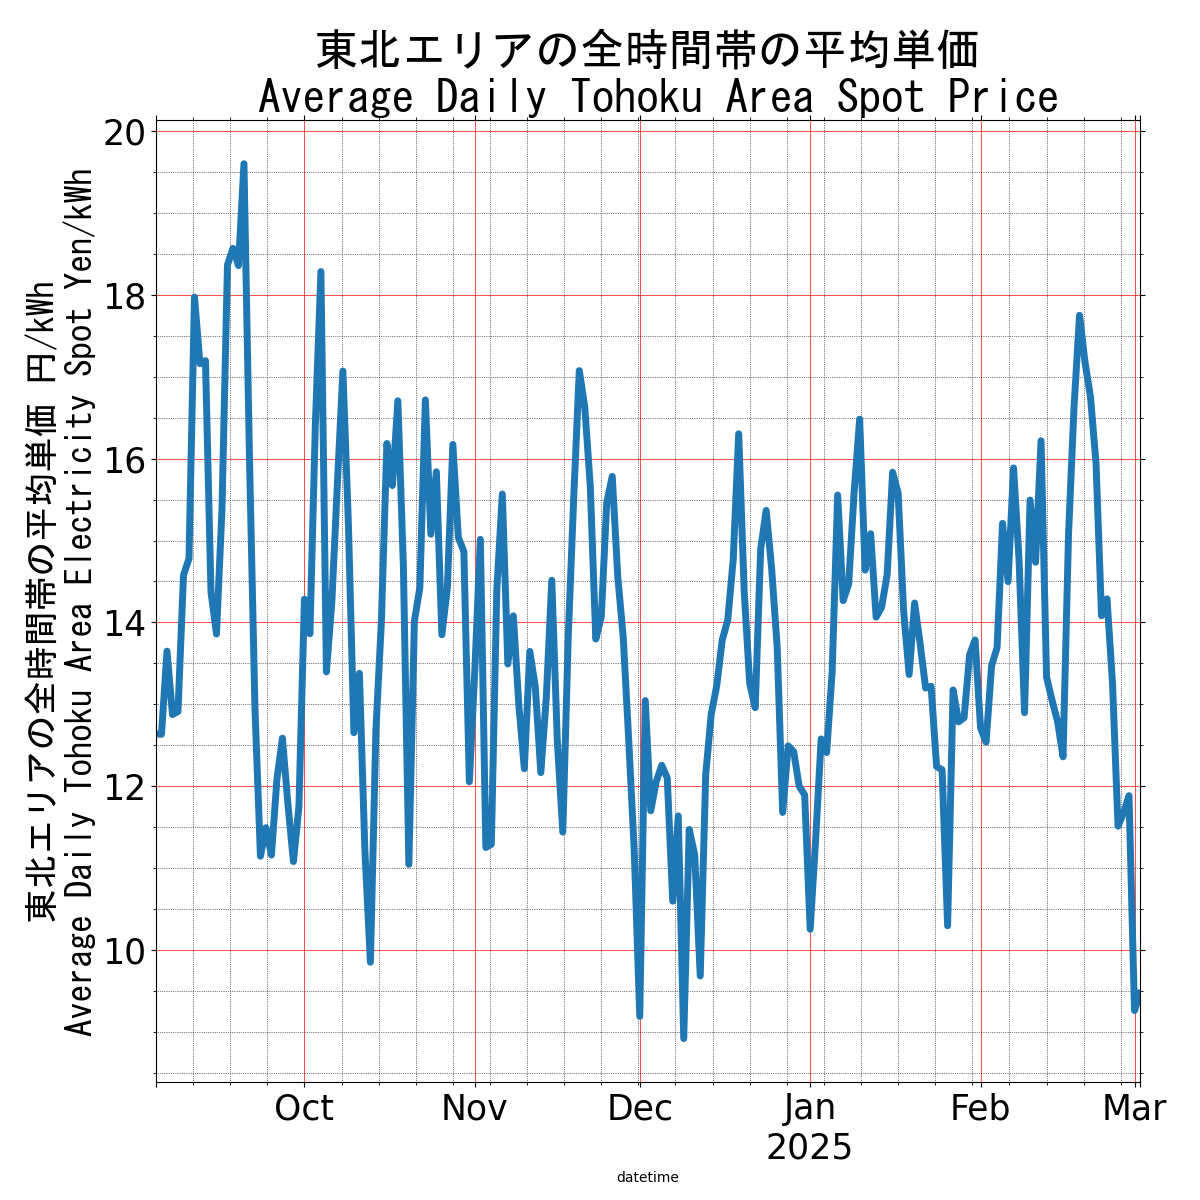 東北エリアの全時間帯の平均単価
Average Daily Tohoku Area Spot Price
東北エリアの全時間帯の平均単価 円/kWh
Average Daily Tohoku Area Electricity Spot Yen/kWh
20
18
16
14
12
10
Oct
Nov
Dec
Jan
2025
Feb
Mar
datetime